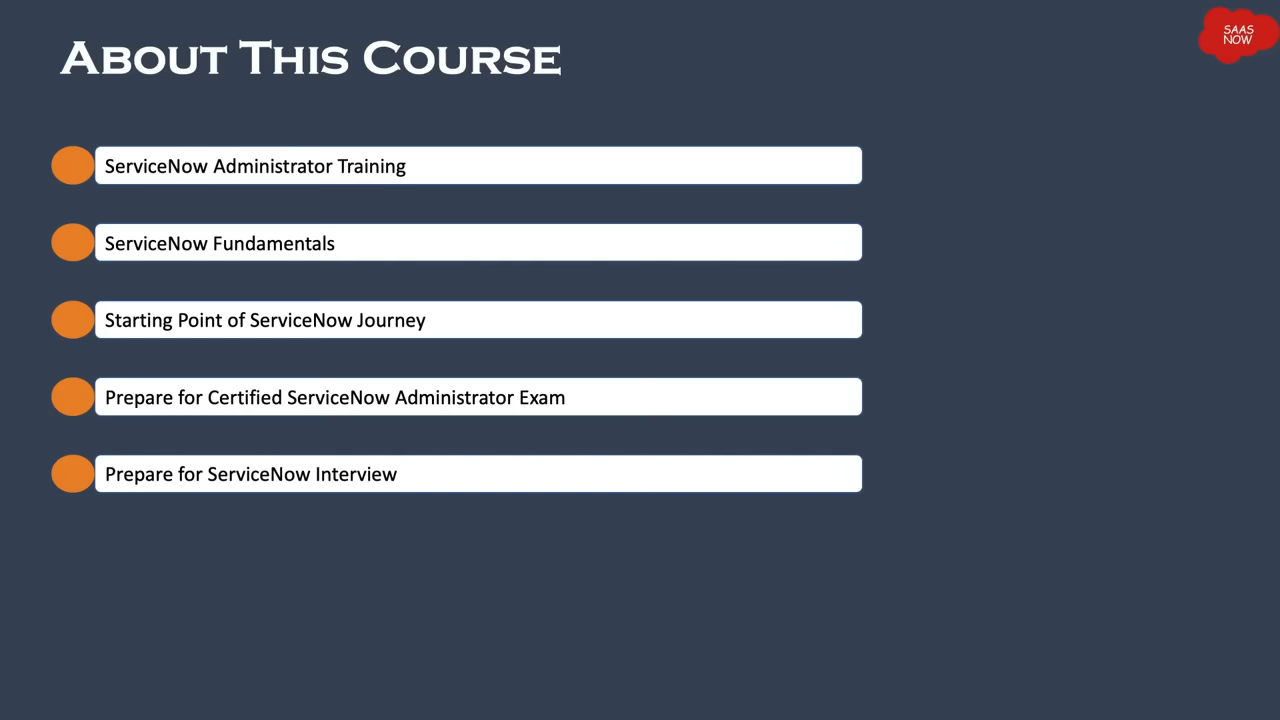 About This Course
SAAS
NOW
ServiceNow Administrator Training
ServiceNow Fundamentals
Starting Point of ServiceNow Journey
Prepare for Certified ServiceNow Administrator Exam
Prepare for ServiceNow Interview